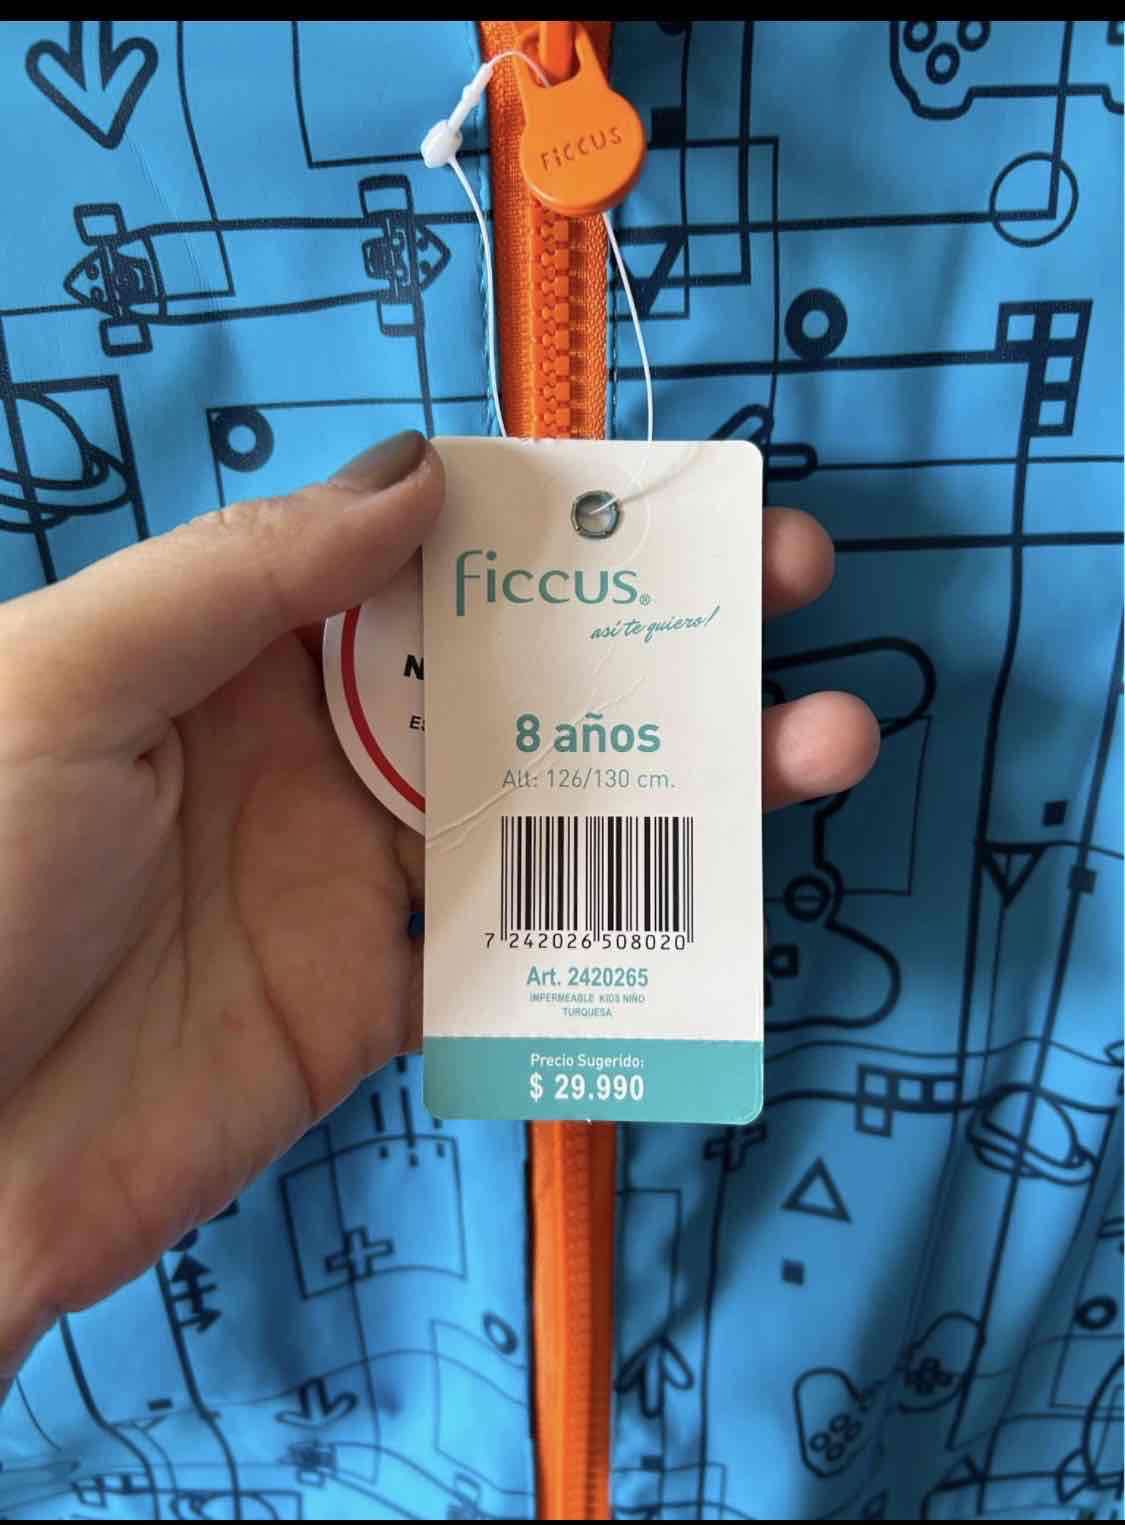 FICCUS
ficcus®
así te quiero!
8 años
Alt: 126/130 cm.
7 242026 508020
Art. 2420265
IMPERMEABLE KIDS NIÑO
TURQUESA
Precio Sugerido:
$ 29.990